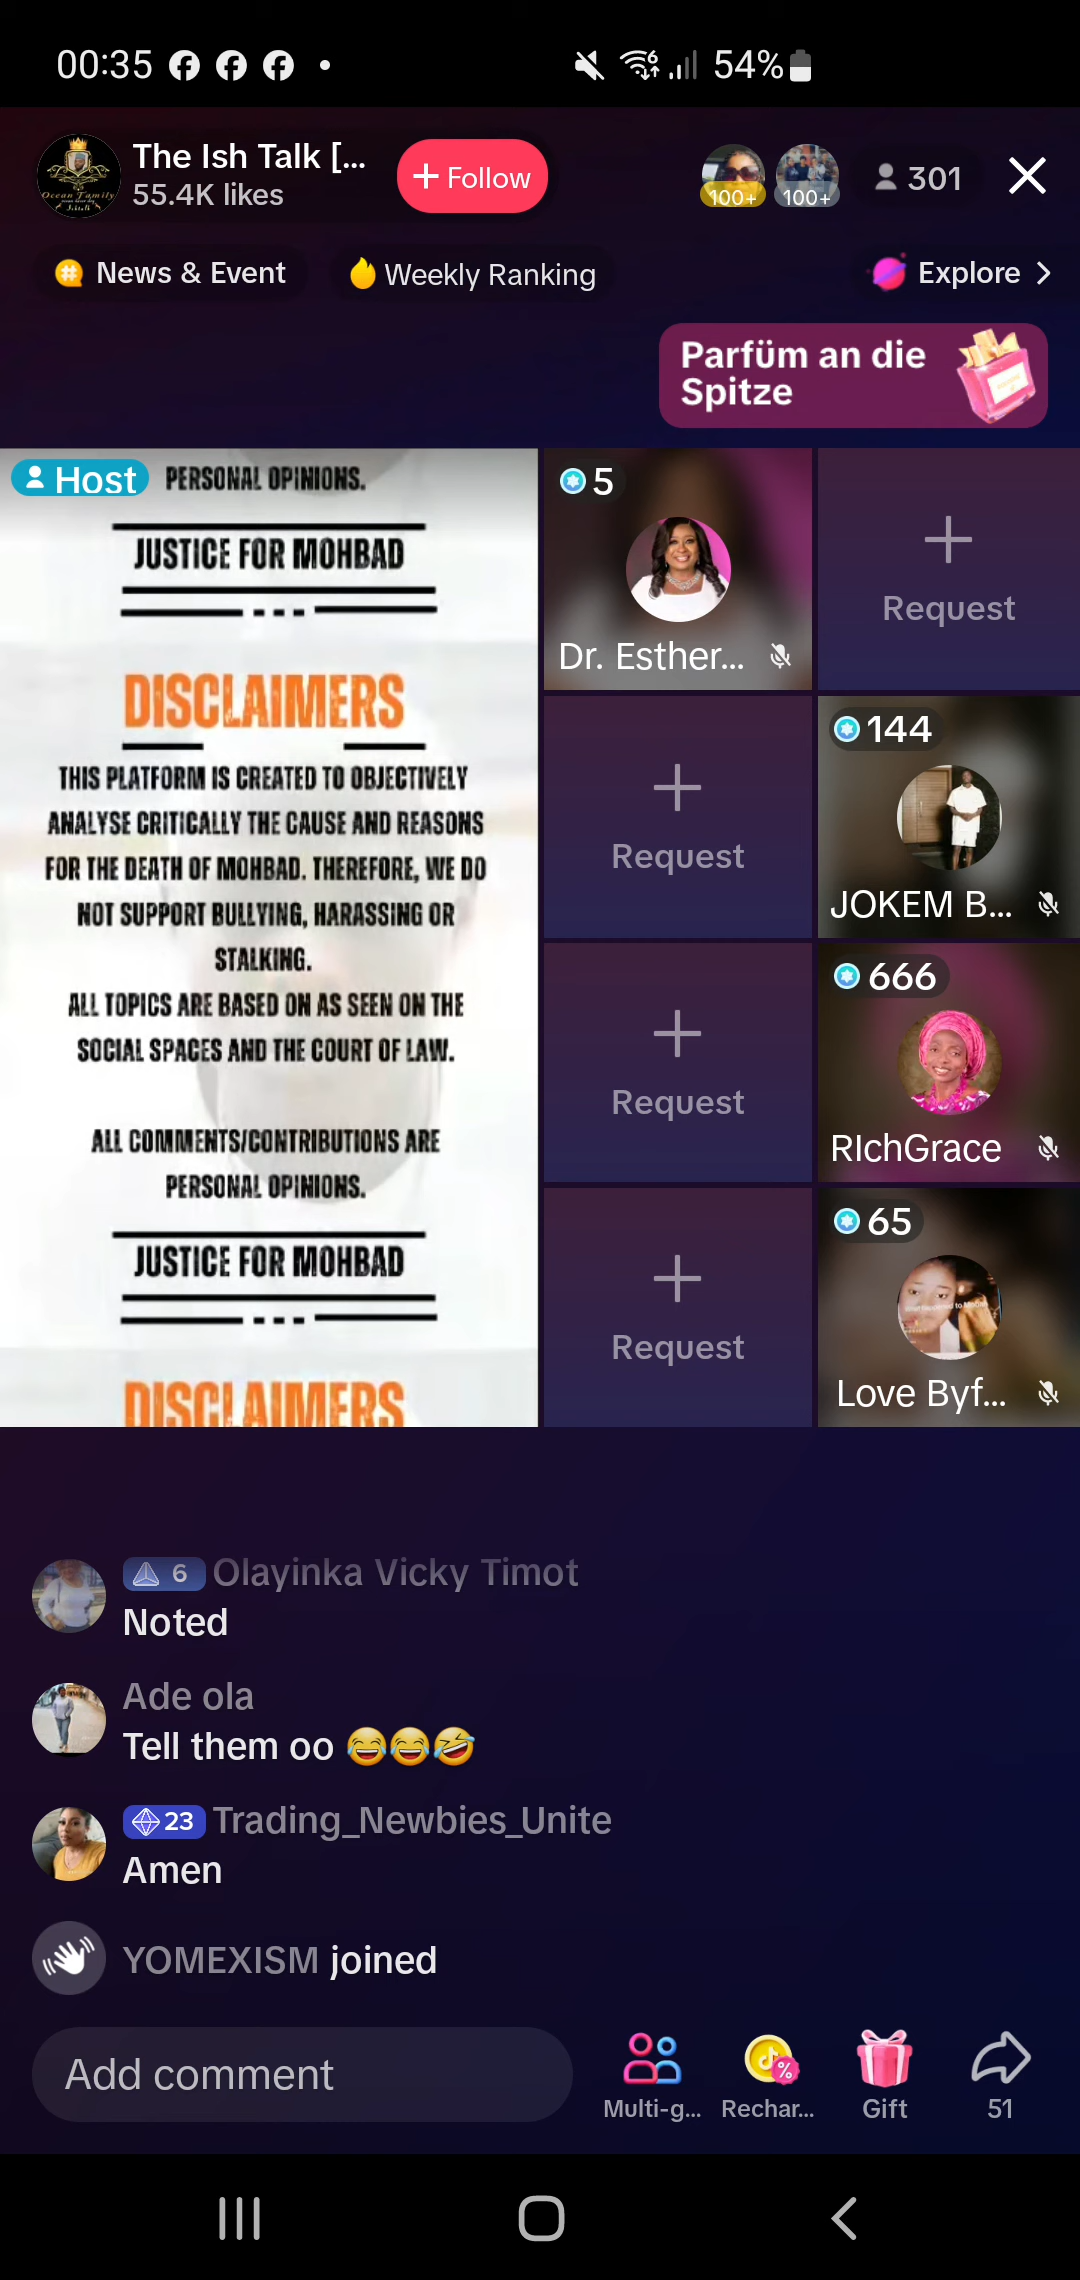 00:35
54%
The Ish Talk [...
55.4K likes
+ Follow
100+
100+
301
News & Event
Weekly Ranking
Explore
Parfüm an die
Spitze
Host
PERSONAL OPINIONS.
JUSTICE FOR MOHBAD
DISCLAIMERS
THIS PLATFORM IS CREATED TO OBJECTIVELY
ANALYSE CRITICALLY THE CAUSE AND REASONS
FOR THE DEATH OF MOHBAD. THEREFORE, WE DO
NOT SUPPORT BULLYING, HARASSING OR
STALKING.
ALL TOPICS ARE BASED ON AS SEEN ON THE
SOCIAL SPACES AND THE COURT OF LAW.
ALL COMMENTS/CONTRIBUTIONS ARE
PERSONAL OPINIONS.
JUSTICE FOR MOHBAD
DISCLAIMERS
5
Dr. Esther...
Request
Request
144
JOKEM B...
Request
666
RIchGrace
Request
65
Love Byf...
6 Olayinka Vicky Timot
Noted
Ade ola
Tell them oo 😂😂🤣
23 Trading_Newbies_Unite
Amen
YOMEXISM joined
Add comment
Multi-g...
Rechar...
Gift
51